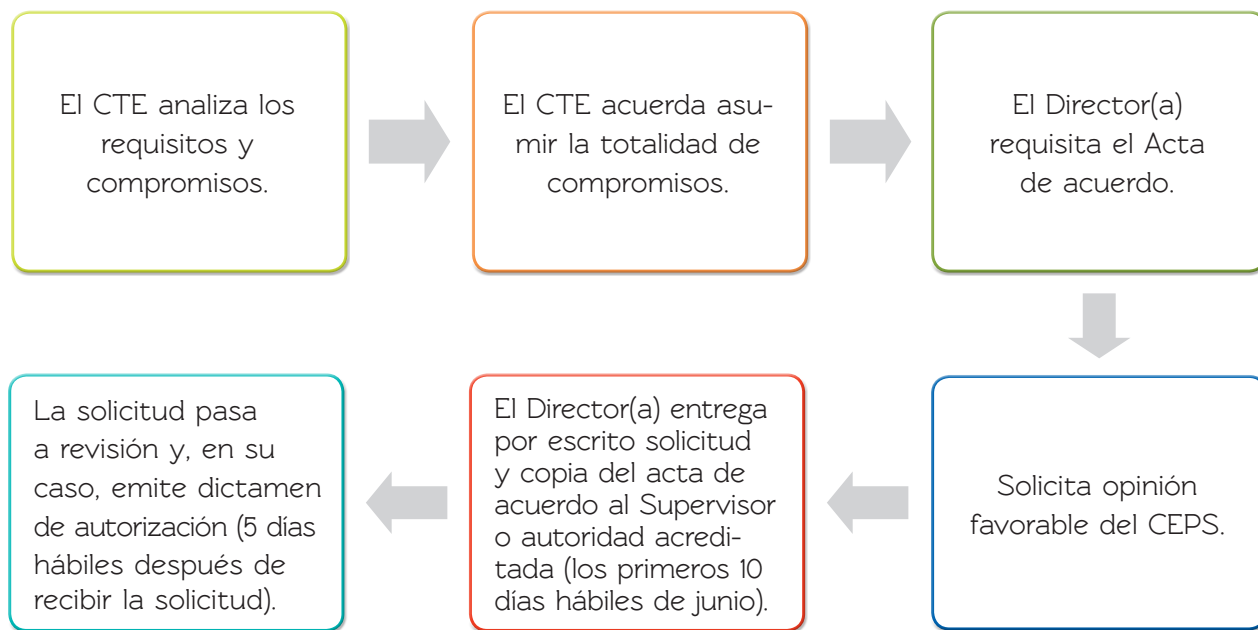 El CTE analiza los
requisitos y
compromisos.
El CTE acuerda asu-
mir la totalidad de
compromisos.
El Director(a)
requisita el Acta
de acuerdo.
Solicita opinión
favorable del CEPS.
El Director(a) entrega
por escrito solicitud
y copia del acta de
acuerdo al Supervisor
o autoridad acredi-
tada (los primeros 10
días hábiles de junio).
La solicitud pasa
a revisión y, en su
caso, emite dictamen
de autorización (5 días
hábiles después de
recibir la solicitud).